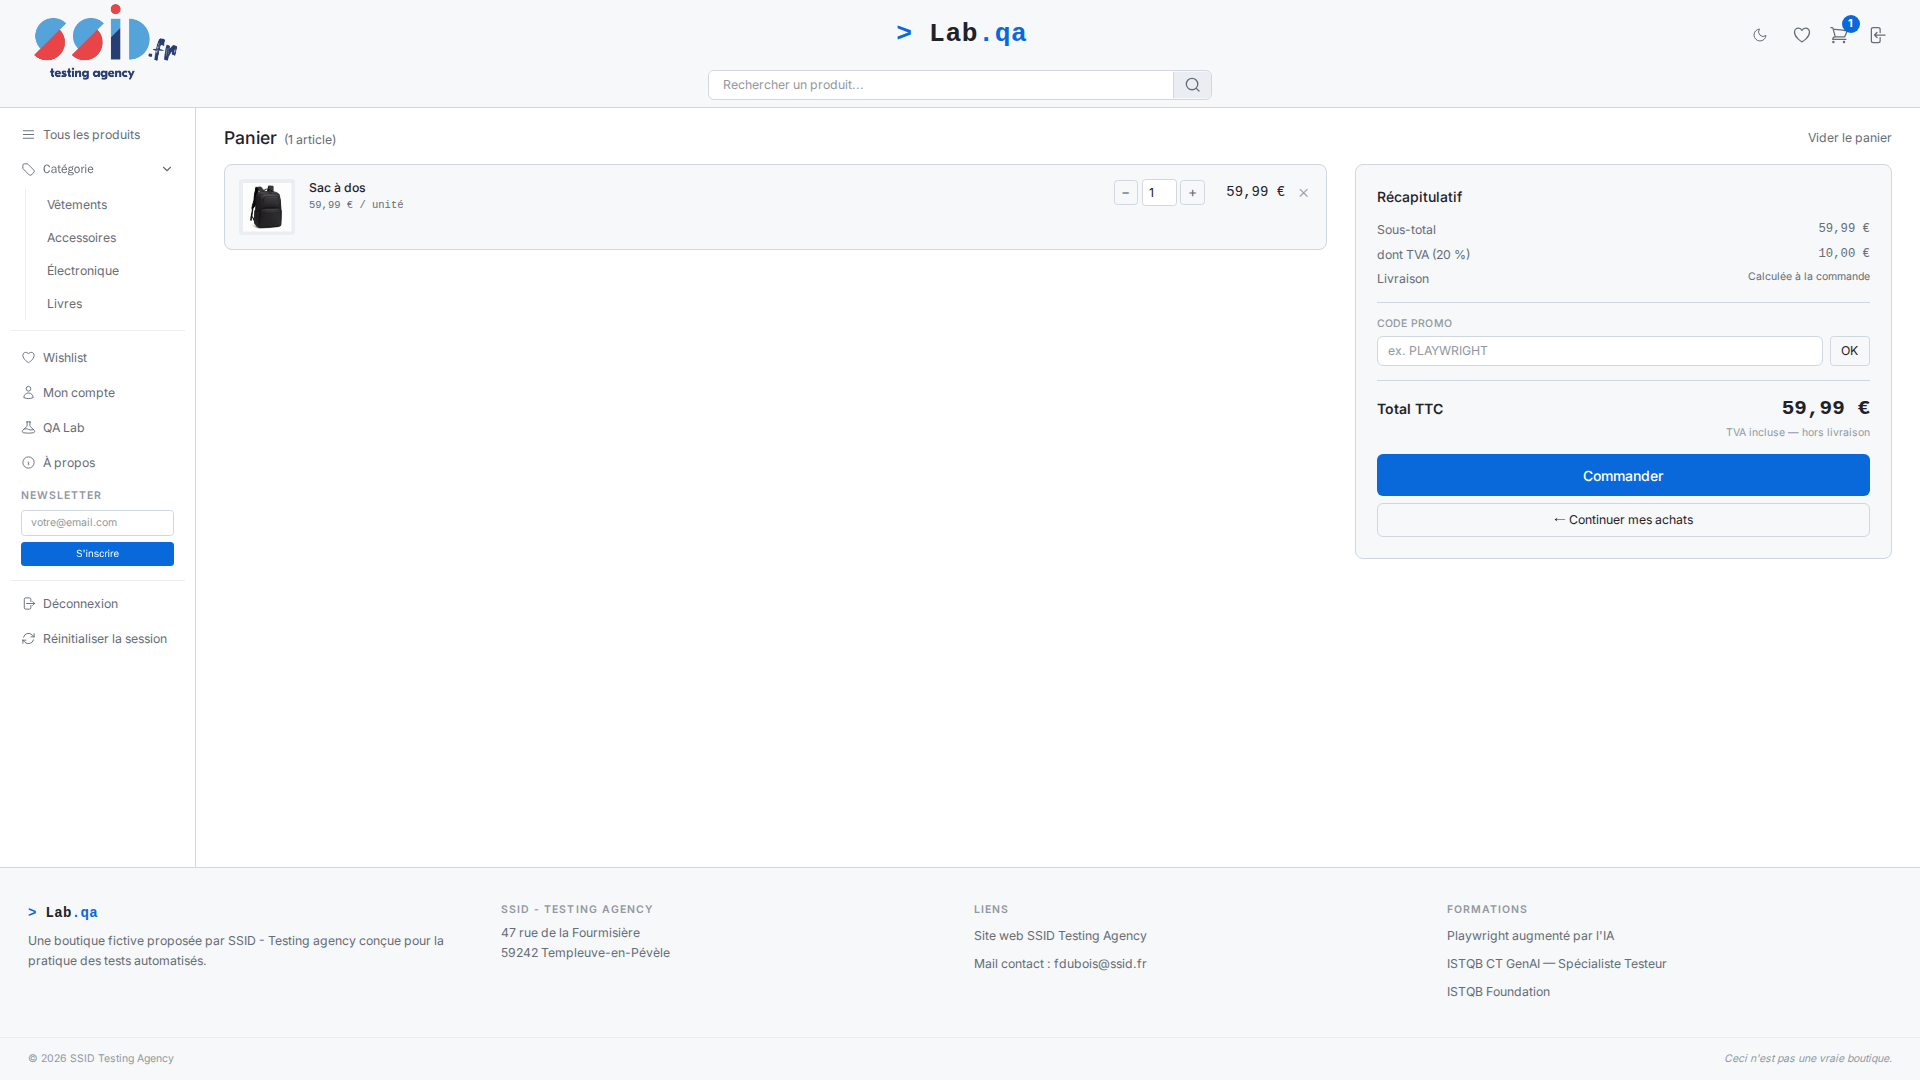 ssiD.fr
testing agency
> Lab.qa
1
Rechercher un produit...
Tous les produits
Catégorie
Vêtements
Accessoires
Électronique
Livres
Wishlist
Mon compte
QA Lab
À propos
NEWSLETTER
votre@email.com
S'inscrire
Déconnexion
Réinitialiser la session
Panier (1 article)
Vider le panier
Sac à dos
59,99 € / unité
− 1 + 59,99 € ×
Récapitulatif
Sous-total 59,99 €
dont TVA (20 %) 10,00 €
Livraison Calculée à la commande
CODE PROMO
ex. PLAYWRIGHT OK
Total TTC 59,99 €
TVA incluse — hors livraison
Commander
← Continuer mes achats
> Lab.qa
Une boutique fictive proposée par SSID - Testing agency conçue pour la
pratique des tests automatisés.
SSID - TESTING AGENCY
47 rue de la Fourmisière
59242 Templeuve-en-Pévèle
LIENS
Site web SSID Testing Agency
Mail contact : fdubois@ssid.fr
FORMATIONS
Playwright augmenté par l'IA
ISTQB CT GenAI — Spécialiste Testeur
ISTQB Foundation
© 2026 SSID Testing Agency
Ceci n'est pas une vraie boutique.